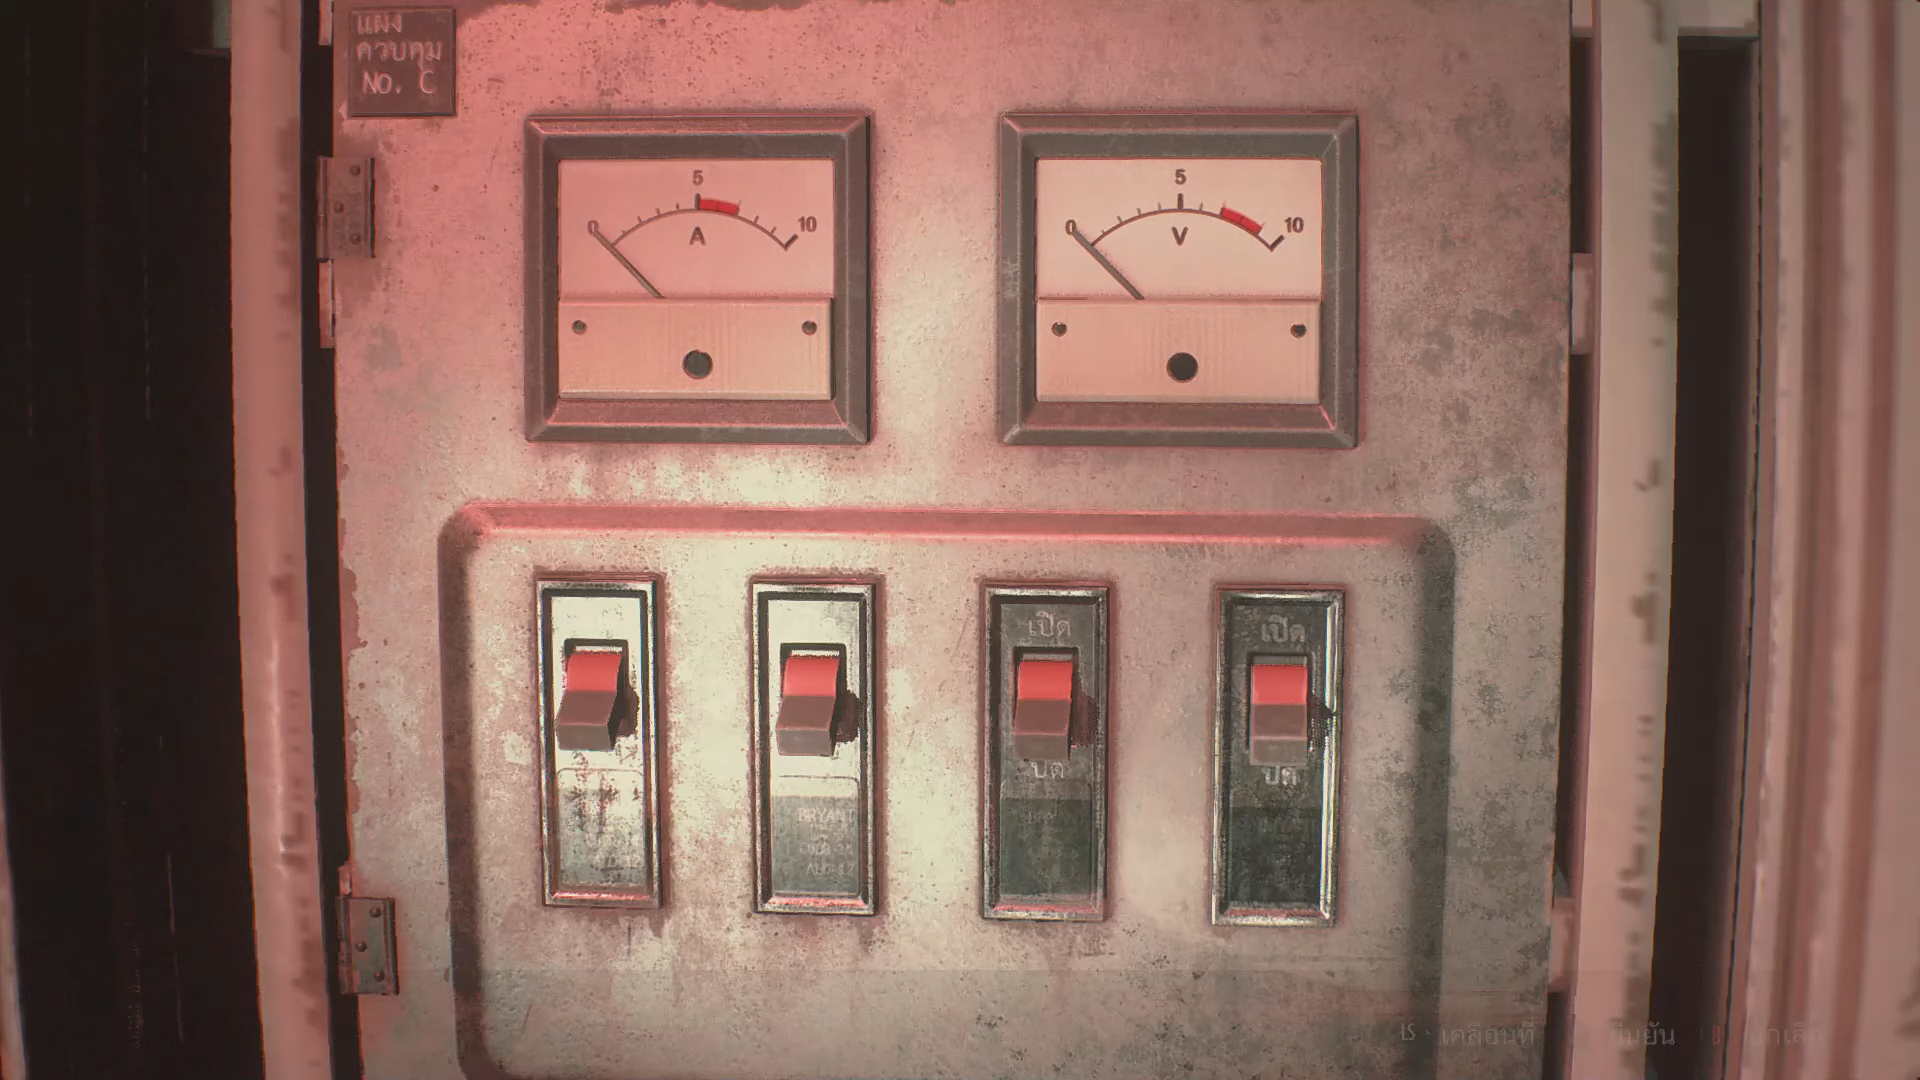 แผง
ควบคุม
No. C
5
0
10
A
5
0
10
V
เปิด
เปิด
ปิด
ปิด
BRYANT
LS
เคลื่อนที่
ยืนยัน